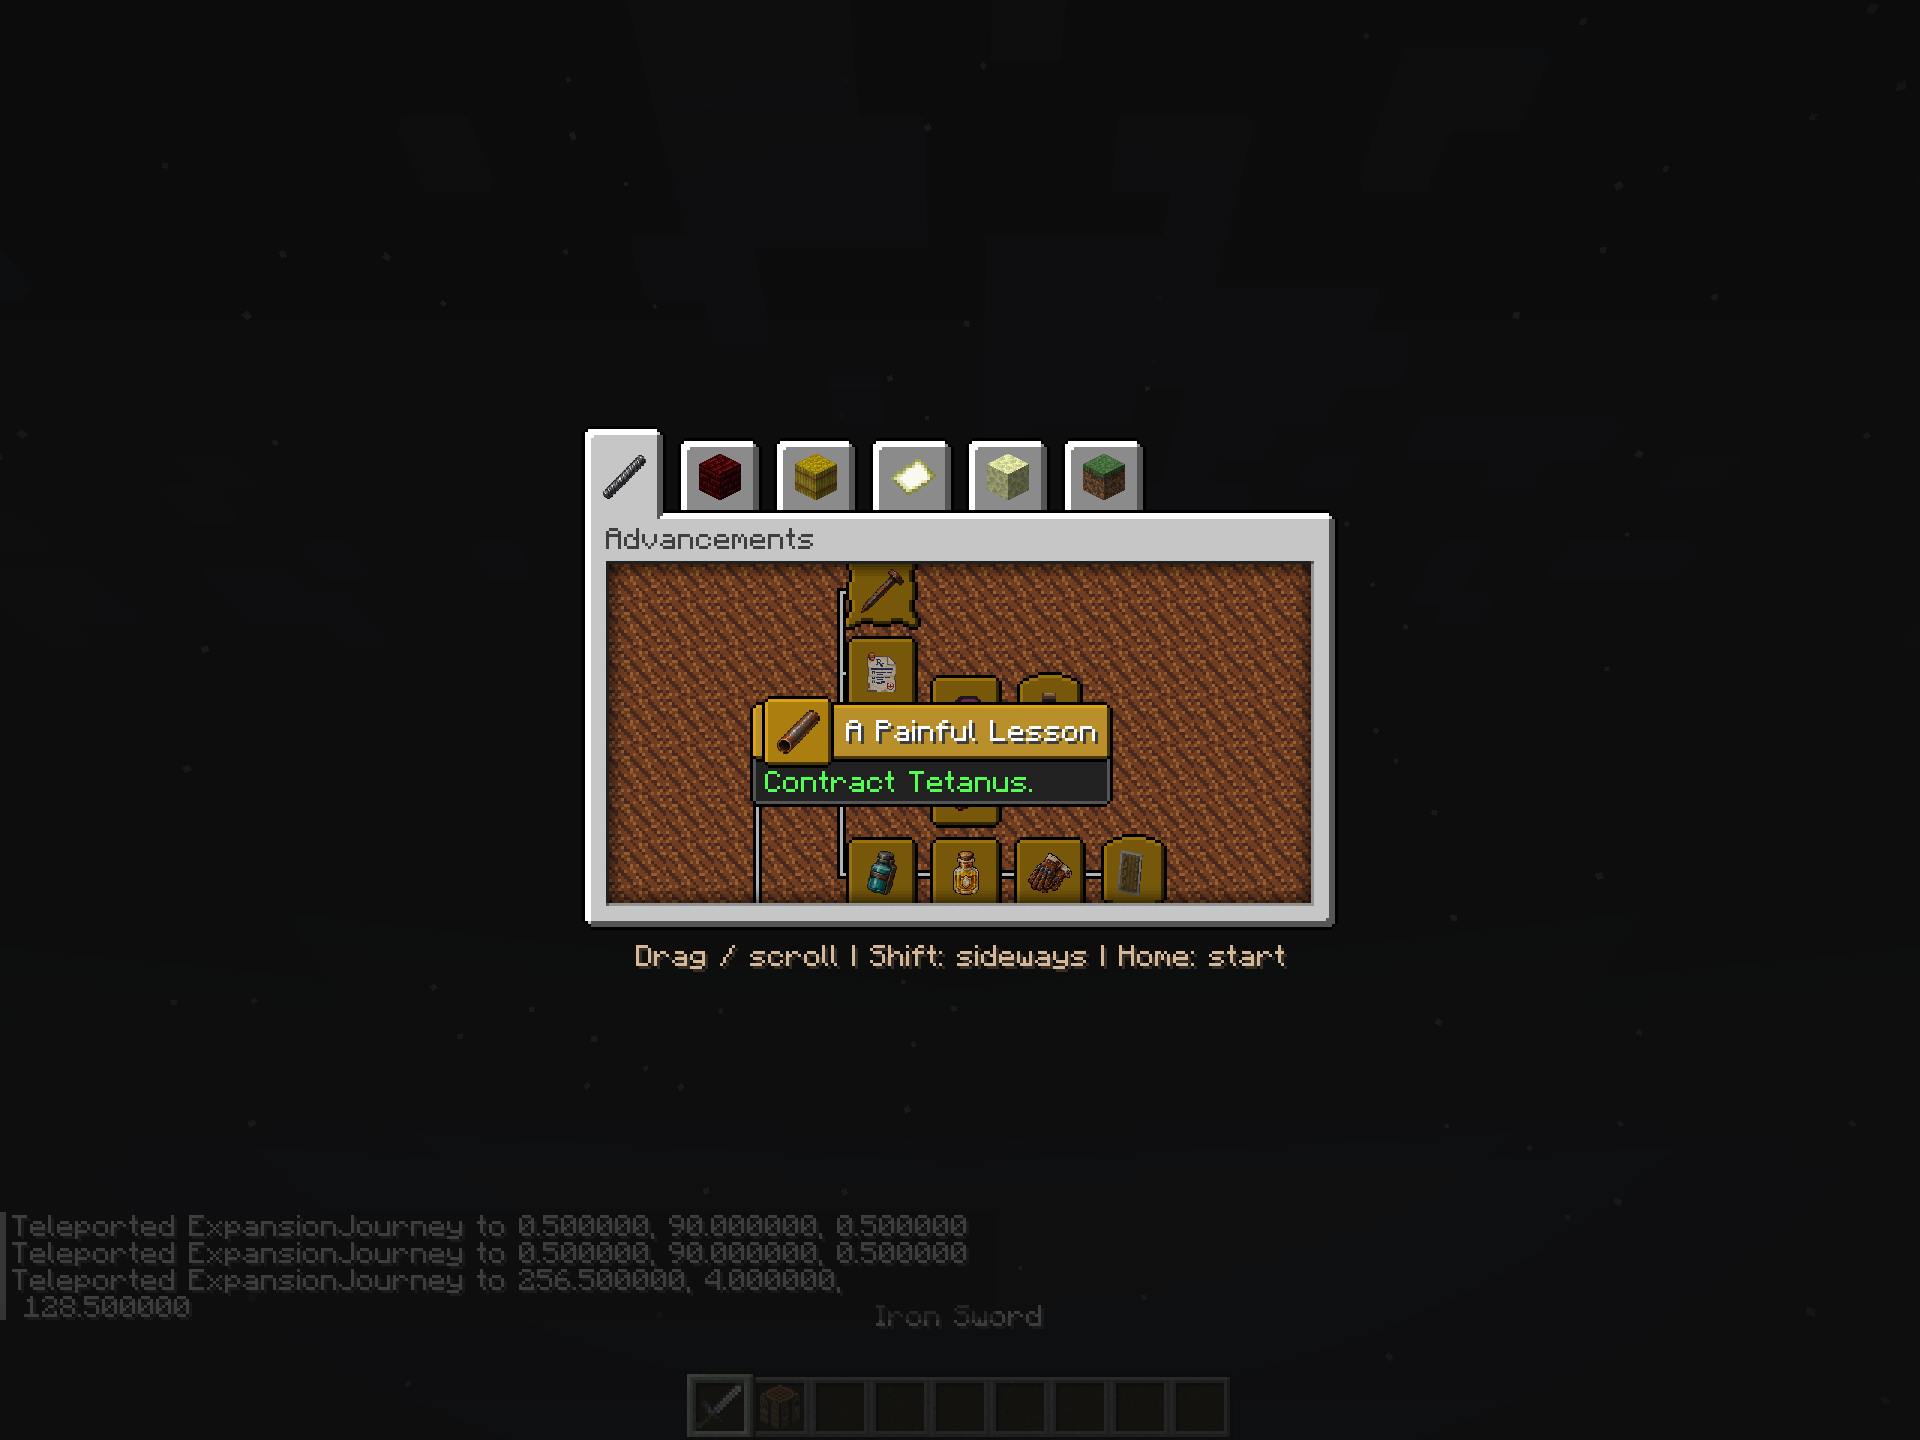 Advancements
A Painful Lesson
Contract Tetanus.
Drag / scroll | Shift: sideways | Home: start
Teleported ExpansionJourney to 0.500000, 90.000000, 0.500000
Teleported ExpansionJourney to 0.500000, 90.000000, 0.500000
Teleported ExpansionJourney to 256.500000, 4.000000,
128.500000
Iron Sword